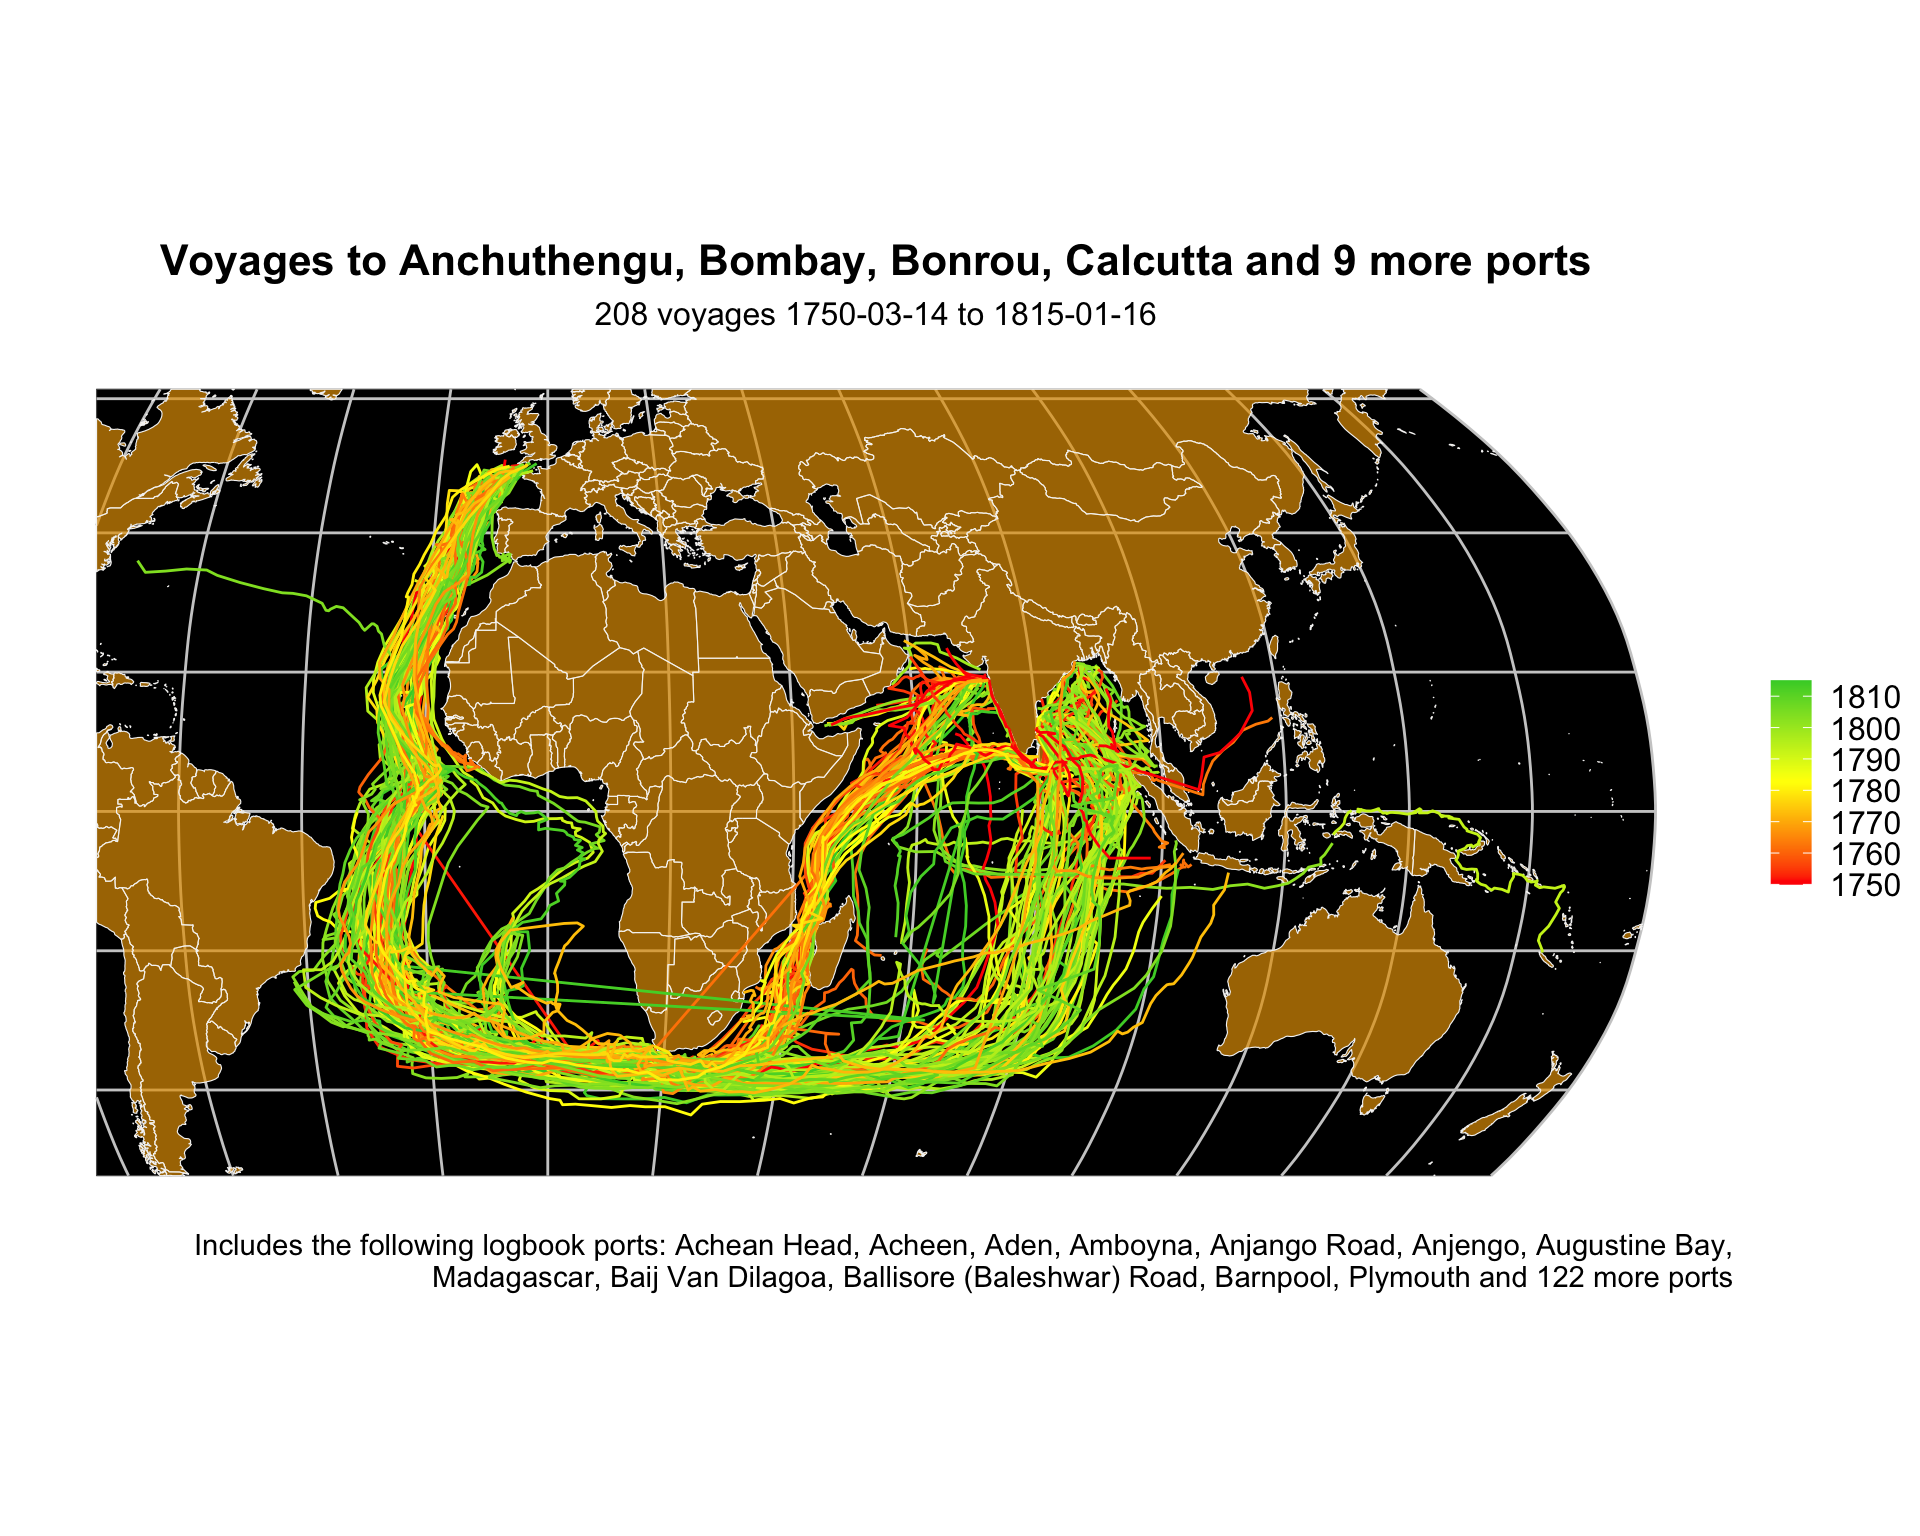 Voyages to Anchuthengu, Bombay, Bonrou, Calcutta and 9 more ports
208 voyages 1750-03-14 to 1815-01-16
1810
1800
1790
1780
1770
1760
1750
Includes the following logbook ports: Achean Head, Acheen, Aden, Amboyna, Anjango Road, Anjengo, Augustine Bay,
Madagascar, Baij Van Dilagoa, Ballisore (Baleshwar) Road, Barnpool, Plymouth and 122 more ports